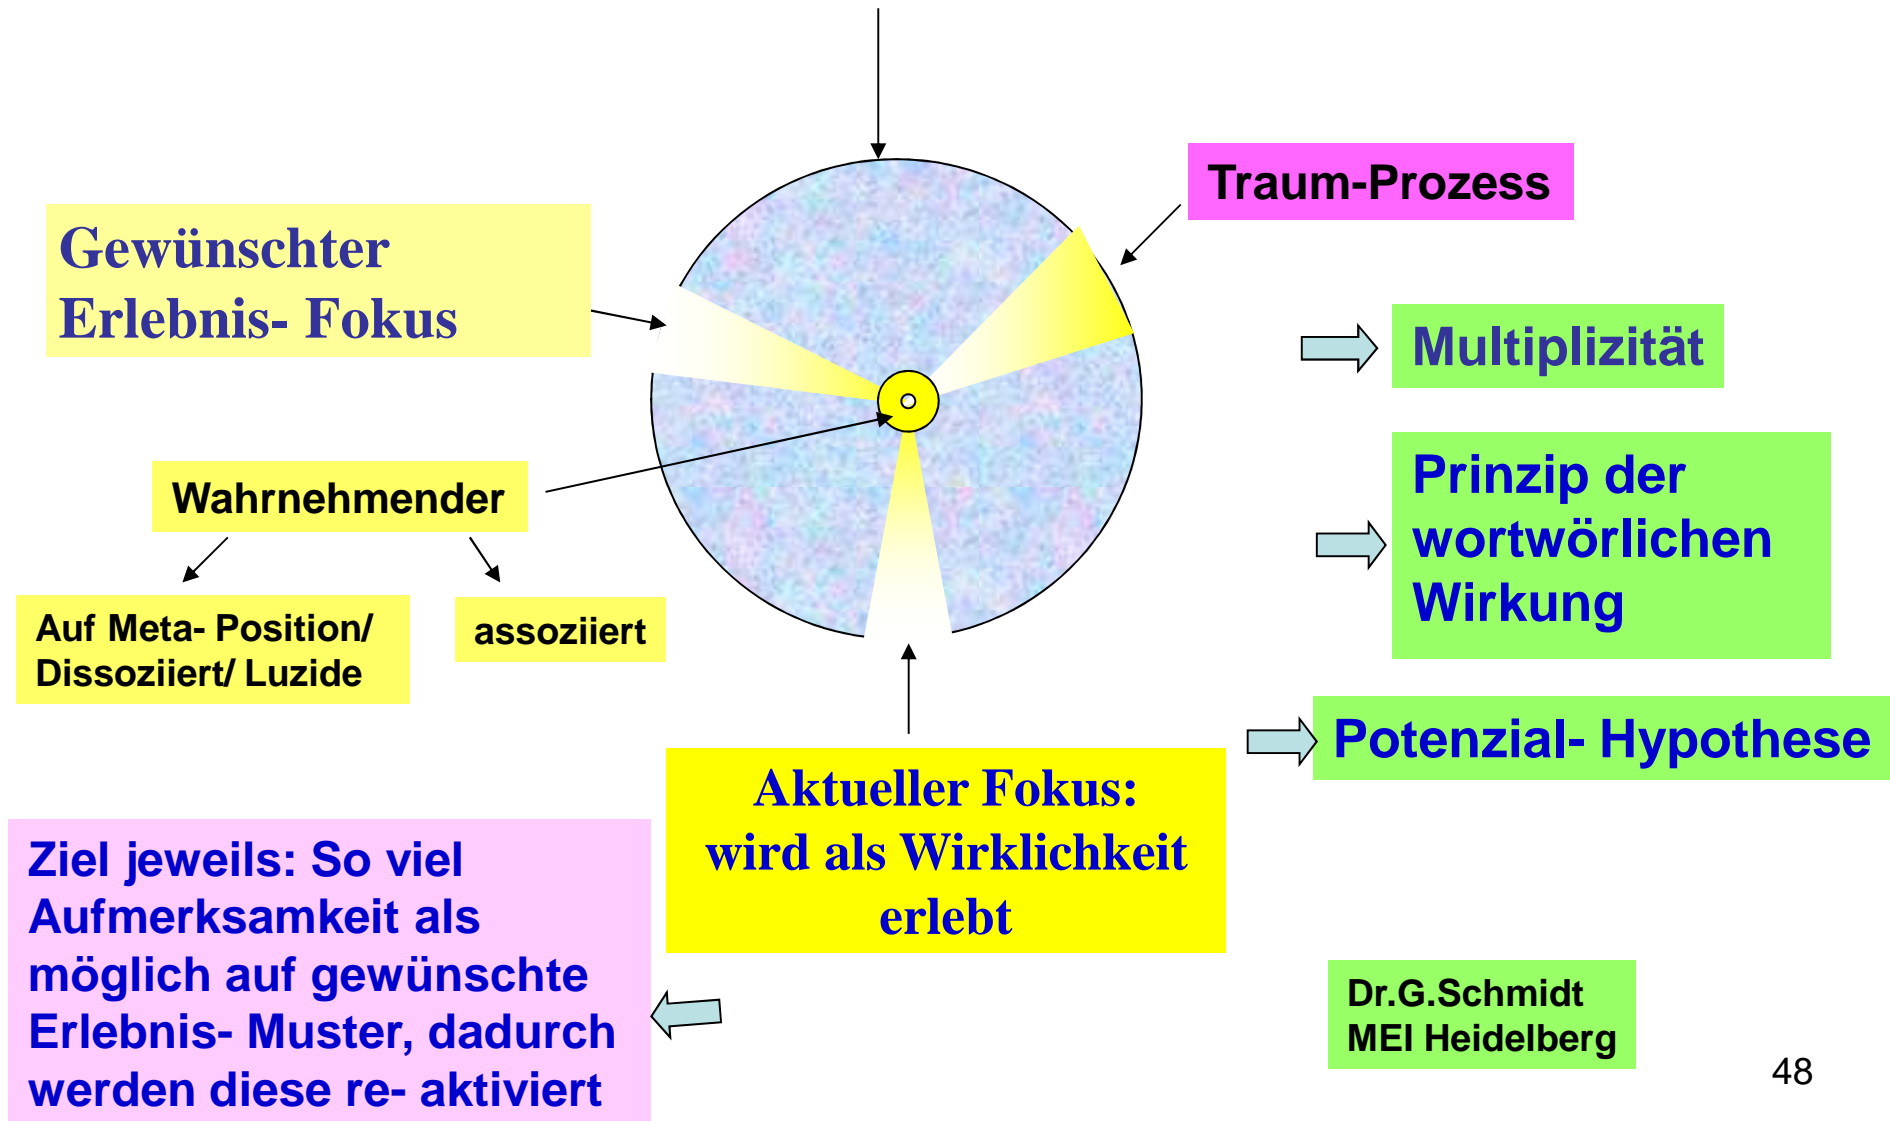 Traum-Prozess
Gewünschter
Erlebnis- Fokus
Multiplizität
Prinzip der
wortwörlichen
Wirkung
Wahrnehmender
Auf Meta- Position/
Dissoziiert/ Luzide
assoziiert
Potenzial- Hypothese
Aktueller Fokus:
wird als Wirklichkeit
erlebt
Ziel jeweils: So viel
Aufmerksamkeit als
möglich auf gewünschte
Erlebnis- Muster, dadurch
werden diese re- aktiviert
Dr.G.Schmidt
MEI Heidelberg
48